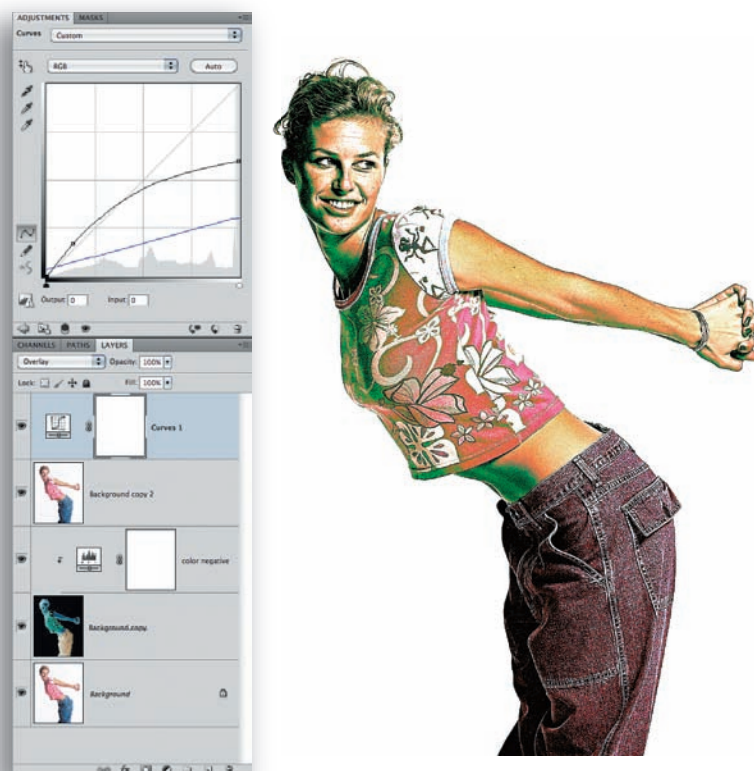 ADJUSTMENTS MASKS
Curves Custom
RGB Auto
Output: 0 Input: 0
CHANNELS PATHS LAYERS
Overlay Opacity: 100%
Lock: Fill: 100%
Curves 1
Background copy 2
color negative
Background copy
Background
fx